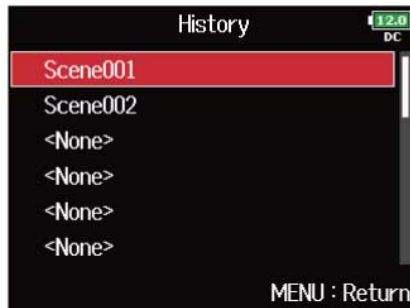 History
12.0
DC
Scene001
Scene002
<None>
<None>
<None>
<None>
MENU : Return